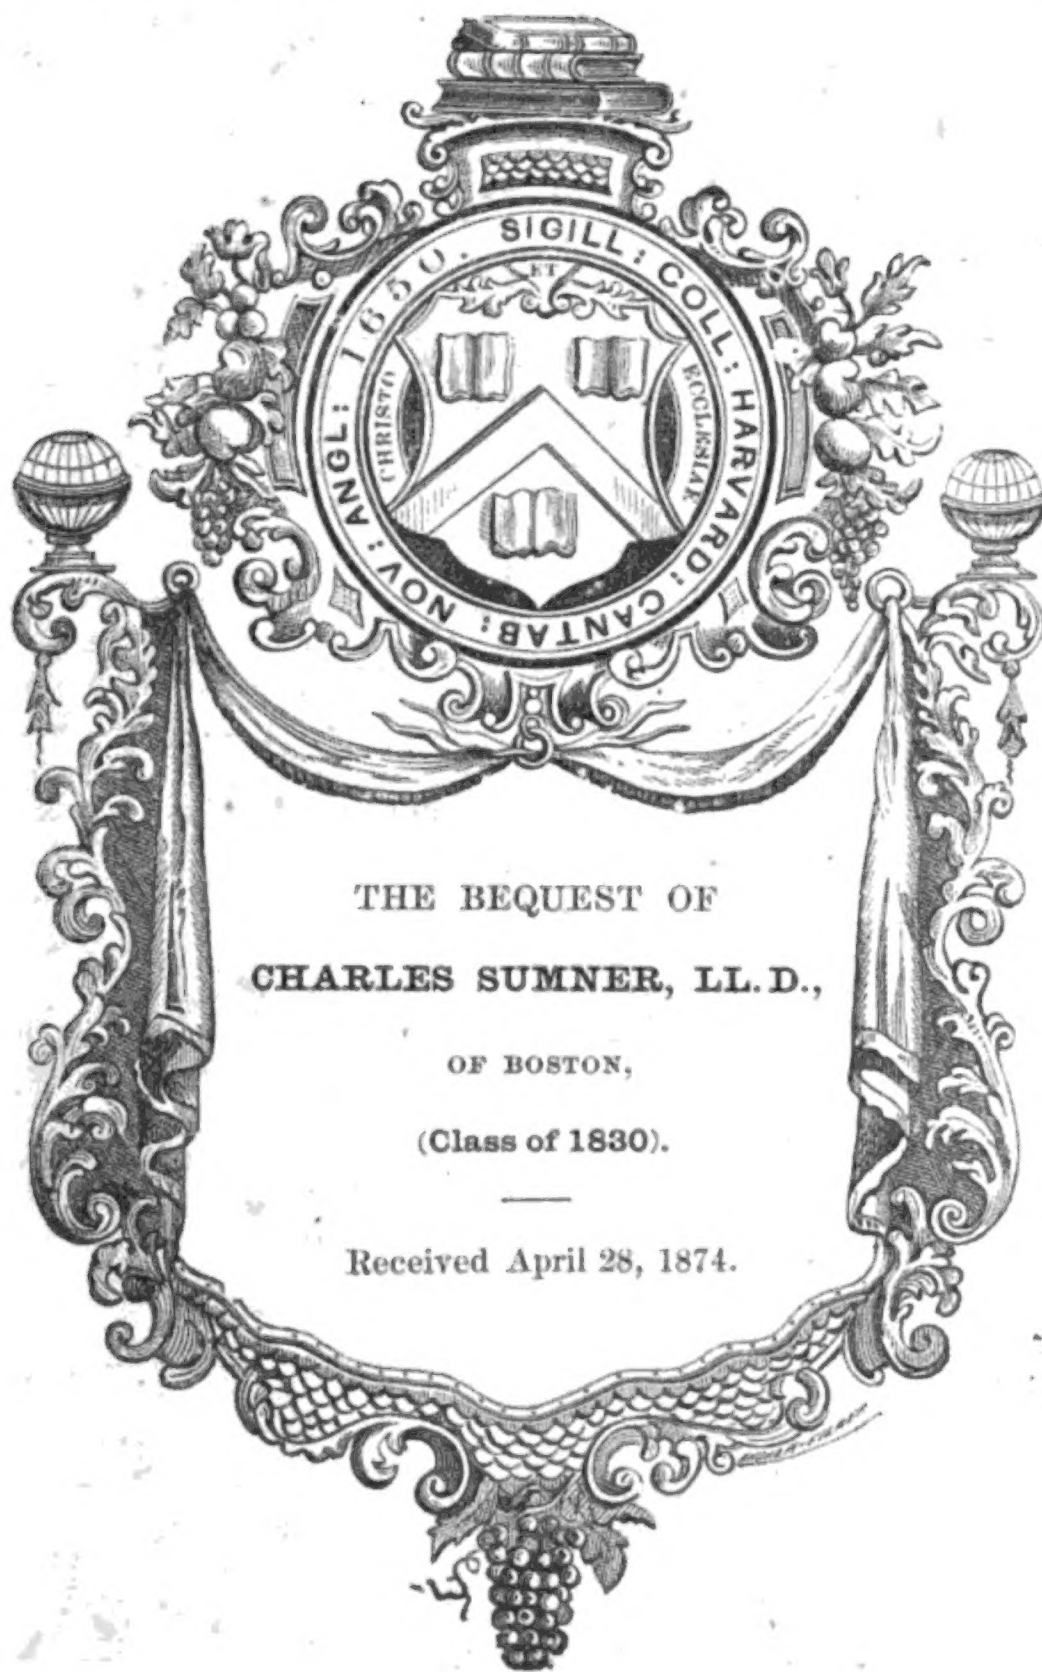 SIGILL: COLL: HARVARD: CANTAB: NOV: ANGL: 1650.
CHRISTO
ET
ECCLESIAE
THE BEQUEST OF
CHARLES SUMNER, LL.D.,
OF BOSTON,
(Class of 1830).
Received April 28, 1874.